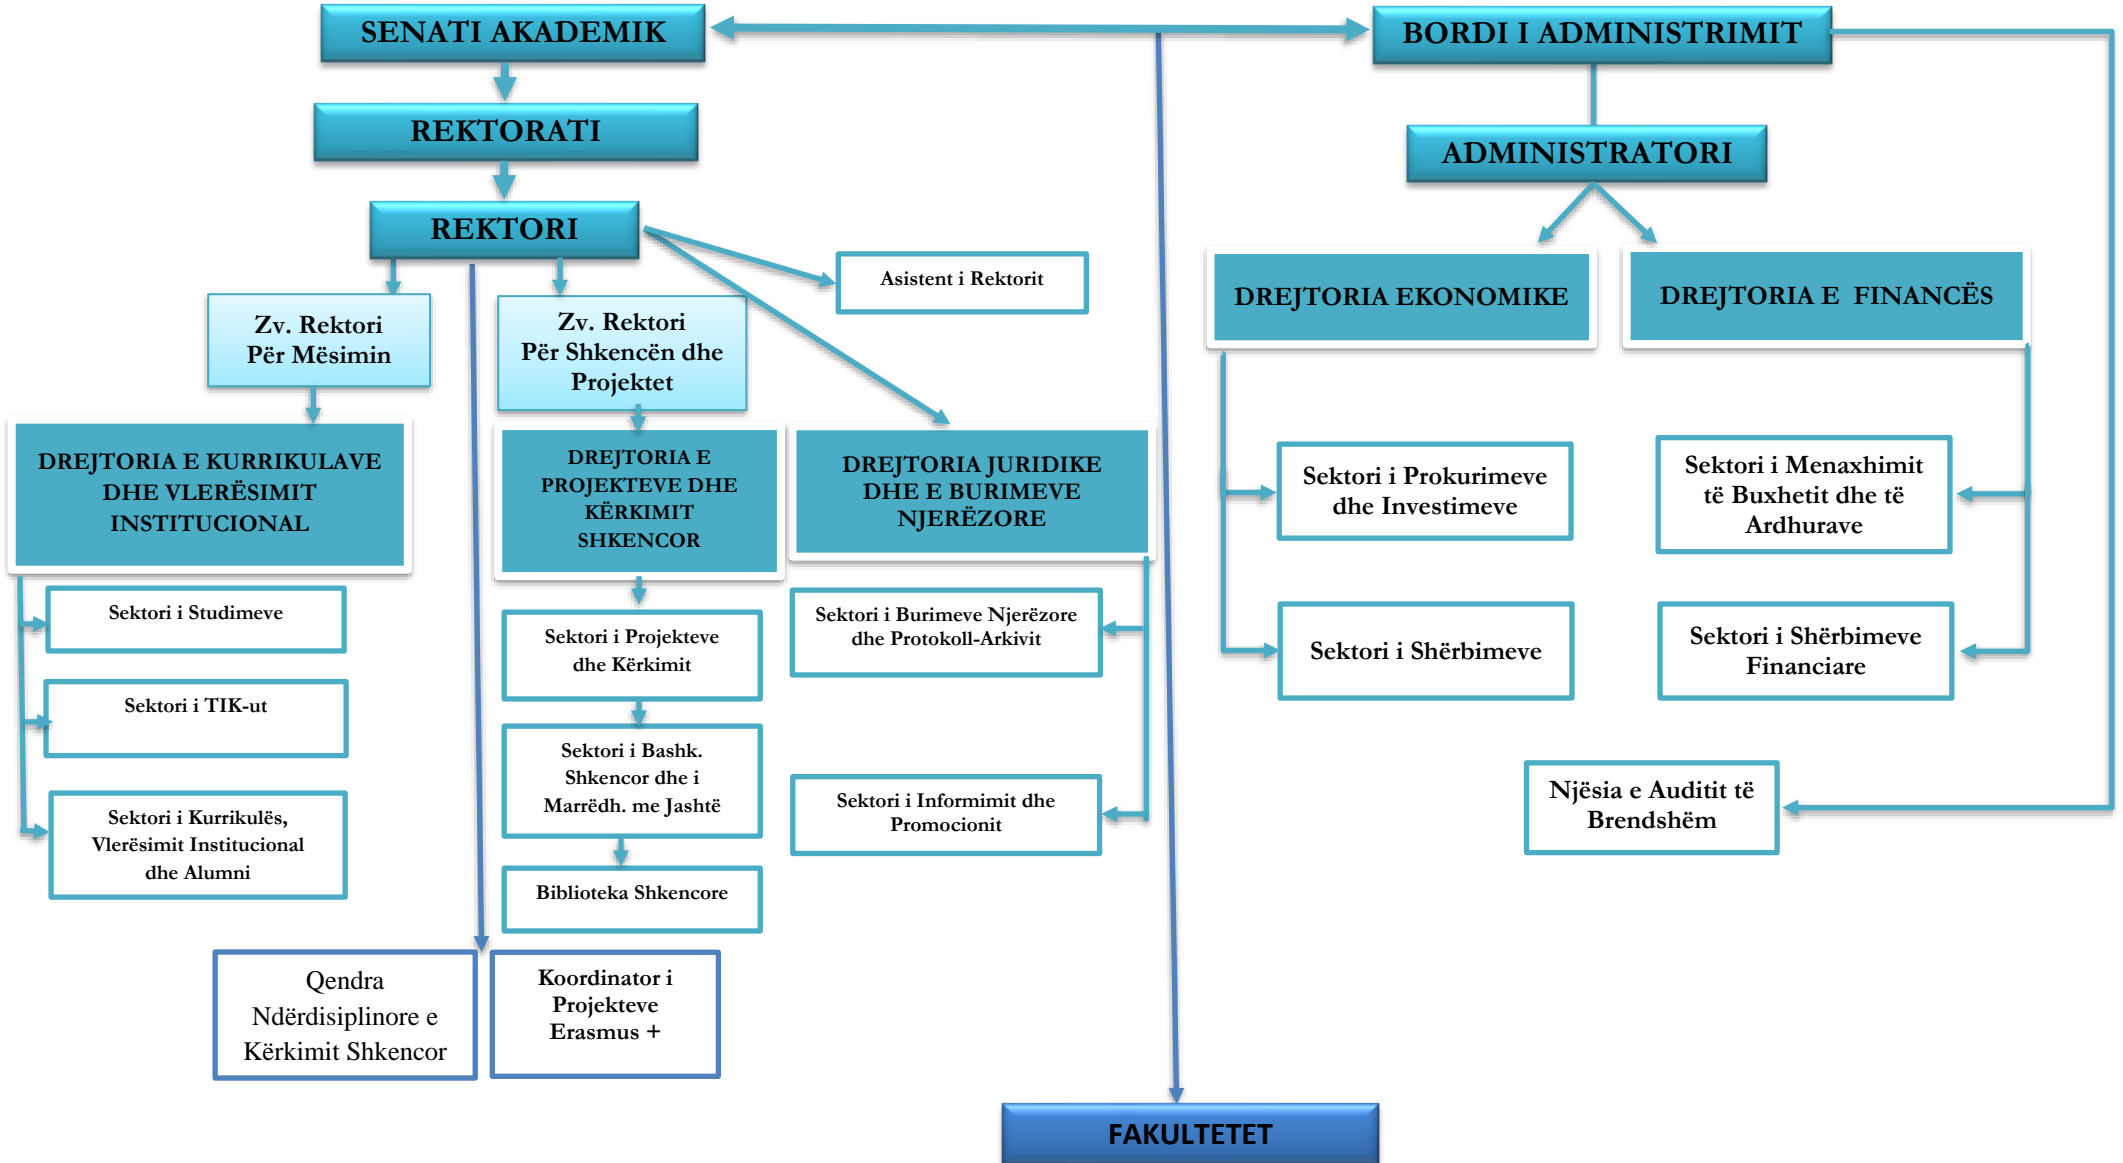 SENATI AKADEMIK
BORDI I ADMINISTRIMIT
REKTORATI
ADMINISTRATORI
REKTORI
Asistent i Rektorit
DREJTORIA EKONOMIKE
DREJTORIA E FINANCËS
Zv. Rektori
Për Mësimin
Zv. Rektori
Për Shkencën dhe
Projektet
DREJTORIA E KURRIKULAVE
DHE VLERËSIMIT
INSTITUCIONAL
DREJTORIA E
PROJEKTEVE DHE
KËRKIMIT
SHKENCOR
DREJTORIA JURIDIKE
DHE E BURIMEVE
NJERËZORE
Sektori i Prokurimeve
dhe Investimeve
Sektori i Menaxhimit
të Buxhetit dhe të
Ardhurave
Sektori i Studimeve
Sektori i Projekteve
dhe Kërkimit
Sektori i Burimeve Njerëzore
dhe Protokoll-Arkivit
Sektori i Shërbimeve
Sektori i Shërbimeve
Financiare
Sektori i TIK-ut
Sektori i Bashk.
Shkencor dhe i
Marrëdh. me Jashtë
Sektori i Informimit dhe
Promocionit
Njësia e Auditit të
Brendshëm
Sektori i Kurrikulës,
Vlerësimit Institucional
dhe Alumni
Biblioteka Shkencore
Qendra
Ndërdisiplinore e
Kërkimit Shkencor
Koordinator i
Projekteve
Erasmus +
FAKULTETET